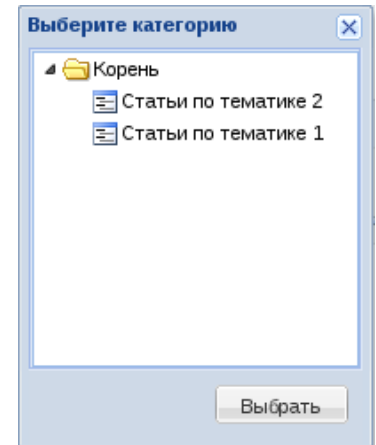 Выберите категорию
Корень
Статьи по тематике 2
Статьи по тематике 1
Выбрать